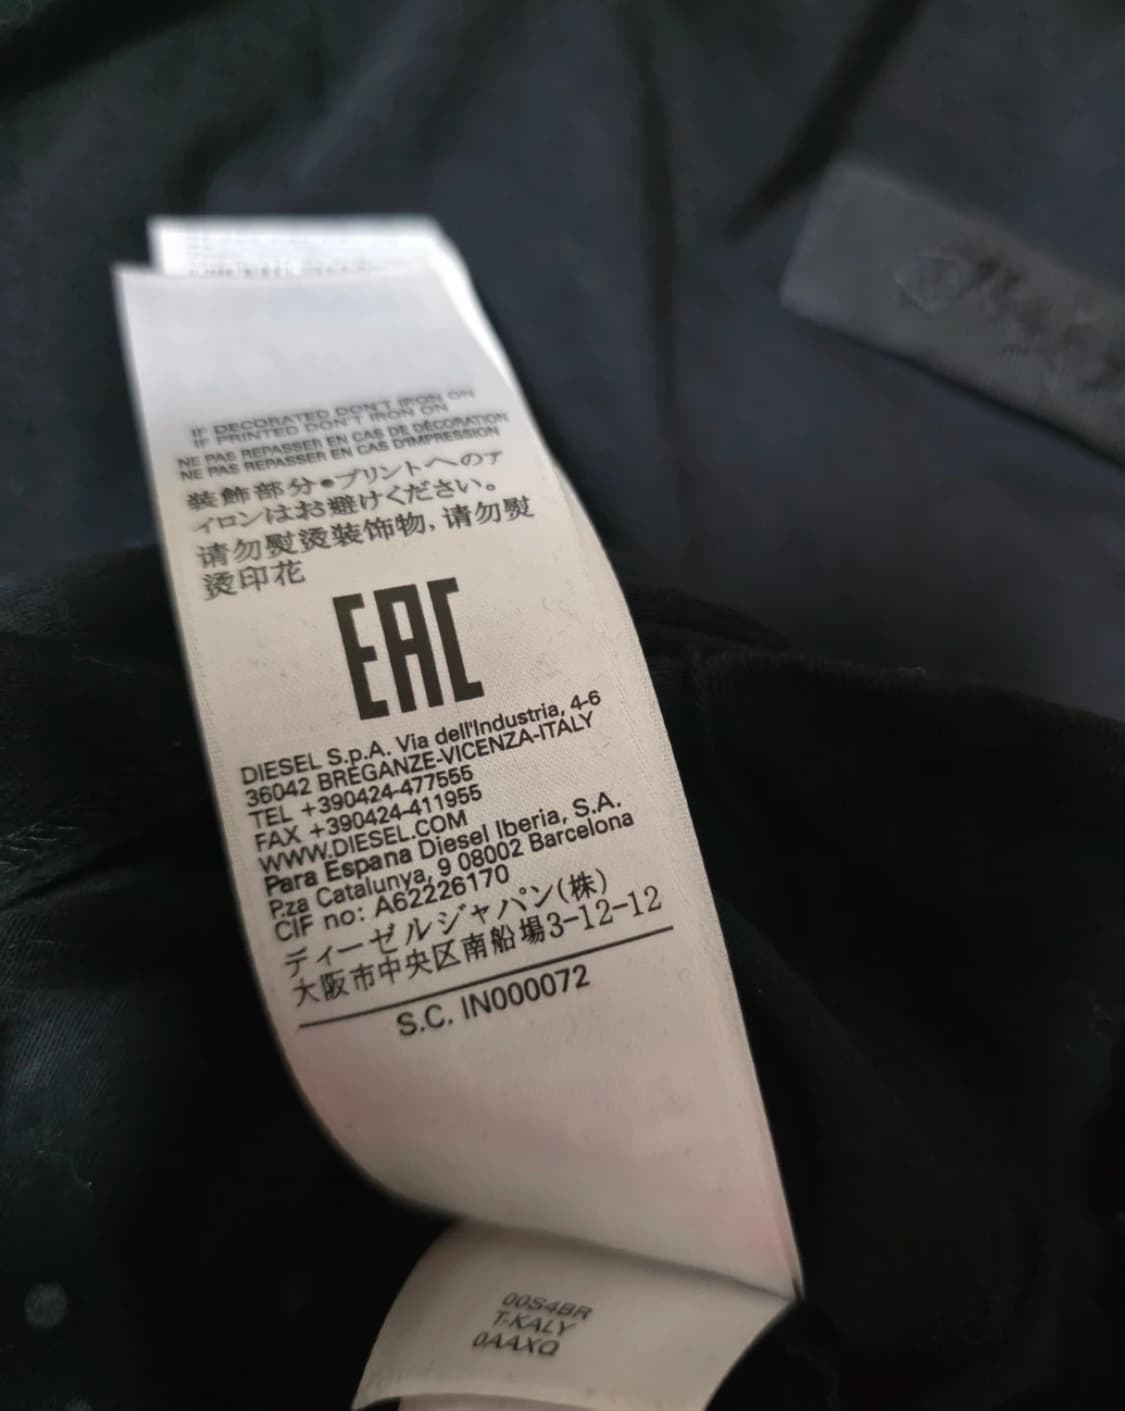 IF DECORATED DON'T IRON ON
IF PRINTED DON'T IRON ON
NE PAS REPASSER EN CAS DE DÉCORATION
NE PAS REPASSER EN CAS D'IMPRESSION
装飾部分●プリントへのア
イロンはお避けください。
请勿熨烫装饰物,请勿熨
烫印花
EAC
DIESEL S.p.A. Via dell'Industria, 4-6
36042 BREGANZE-VICENZA-ITALY
TEL +390424-477555
FAX +390424-411955
WWW.DIESEL.COM
Para Espana Diesel Iberia, S.A.
P.za Catalunya, 9 08002 Barcelona
CIF no: A62226170
ディーゼルジャパン(株)
大阪市中央区南船場3-12-12
S.C. IN000072
00S4BR
T-KALY
0AAXQ